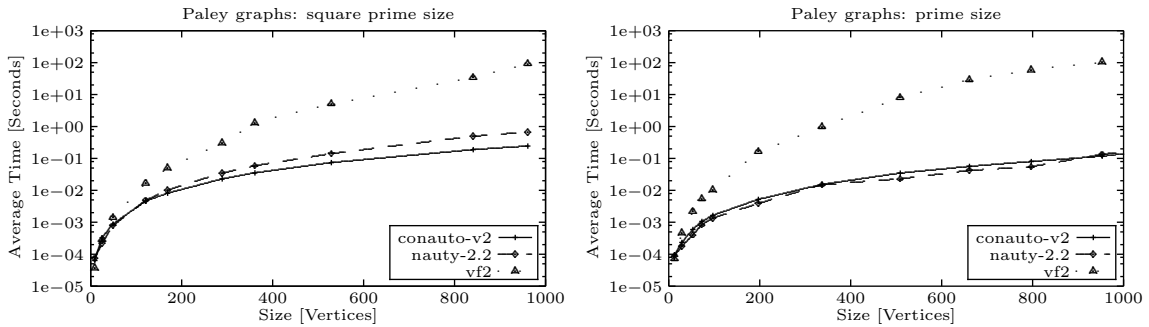 Paley graphs: square prime size
1e+03
1e+02
1e+01
1e+00
1e-01
1e-02
1e-03
1e-04
1e-05
Average Time [Seconds]
0 200 400 600 800 1000
Size [Vertices]
conauto-v2
nauty-2.2
vf2
Paley graphs: prime size
1e+03
1e+02
1e+01
1e+00
1e-01
1e-02
1e-03
1e-04
1e-05
Average Time [Seconds]
0 200 400 600 800 1000
Size [Vertices]
conauto-v2
nauty-2.2
vf2